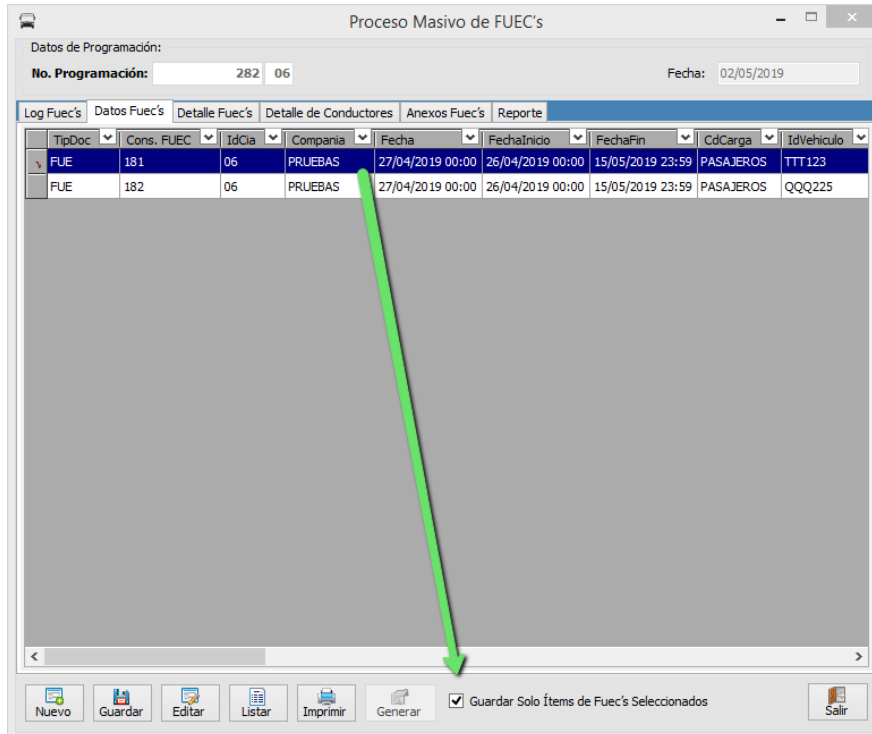 Proceso Masivo de FUEC's
Datos de Programación:
No. Programación: 282 06 Fecha: 02/05/2019
Log Fuec's Datos Fuec's Detalle Fuec's Detalle de Conductores Anexos Fuec's Reporte
TipDoc Cons. FUEC IdCia Compania Fecha FechaInicio FechaFin CdCarga IdVehiculo
FUE 181 06 PRUEBAS 27/04/2019 00:00 26/04/2019 00:00 15/05/2019 23:59 PASAJEROS TTT123
FUE 182 06 PRUEBAS 27/04/2019 00:00 26/04/2019 00:00 15/05/2019 23:59 PASAJEROS QQQ225
Nuevo Guardar Editar Listar Imprimir Generar Guardar Solo Ítems de Fuec's Seleccionados Salir